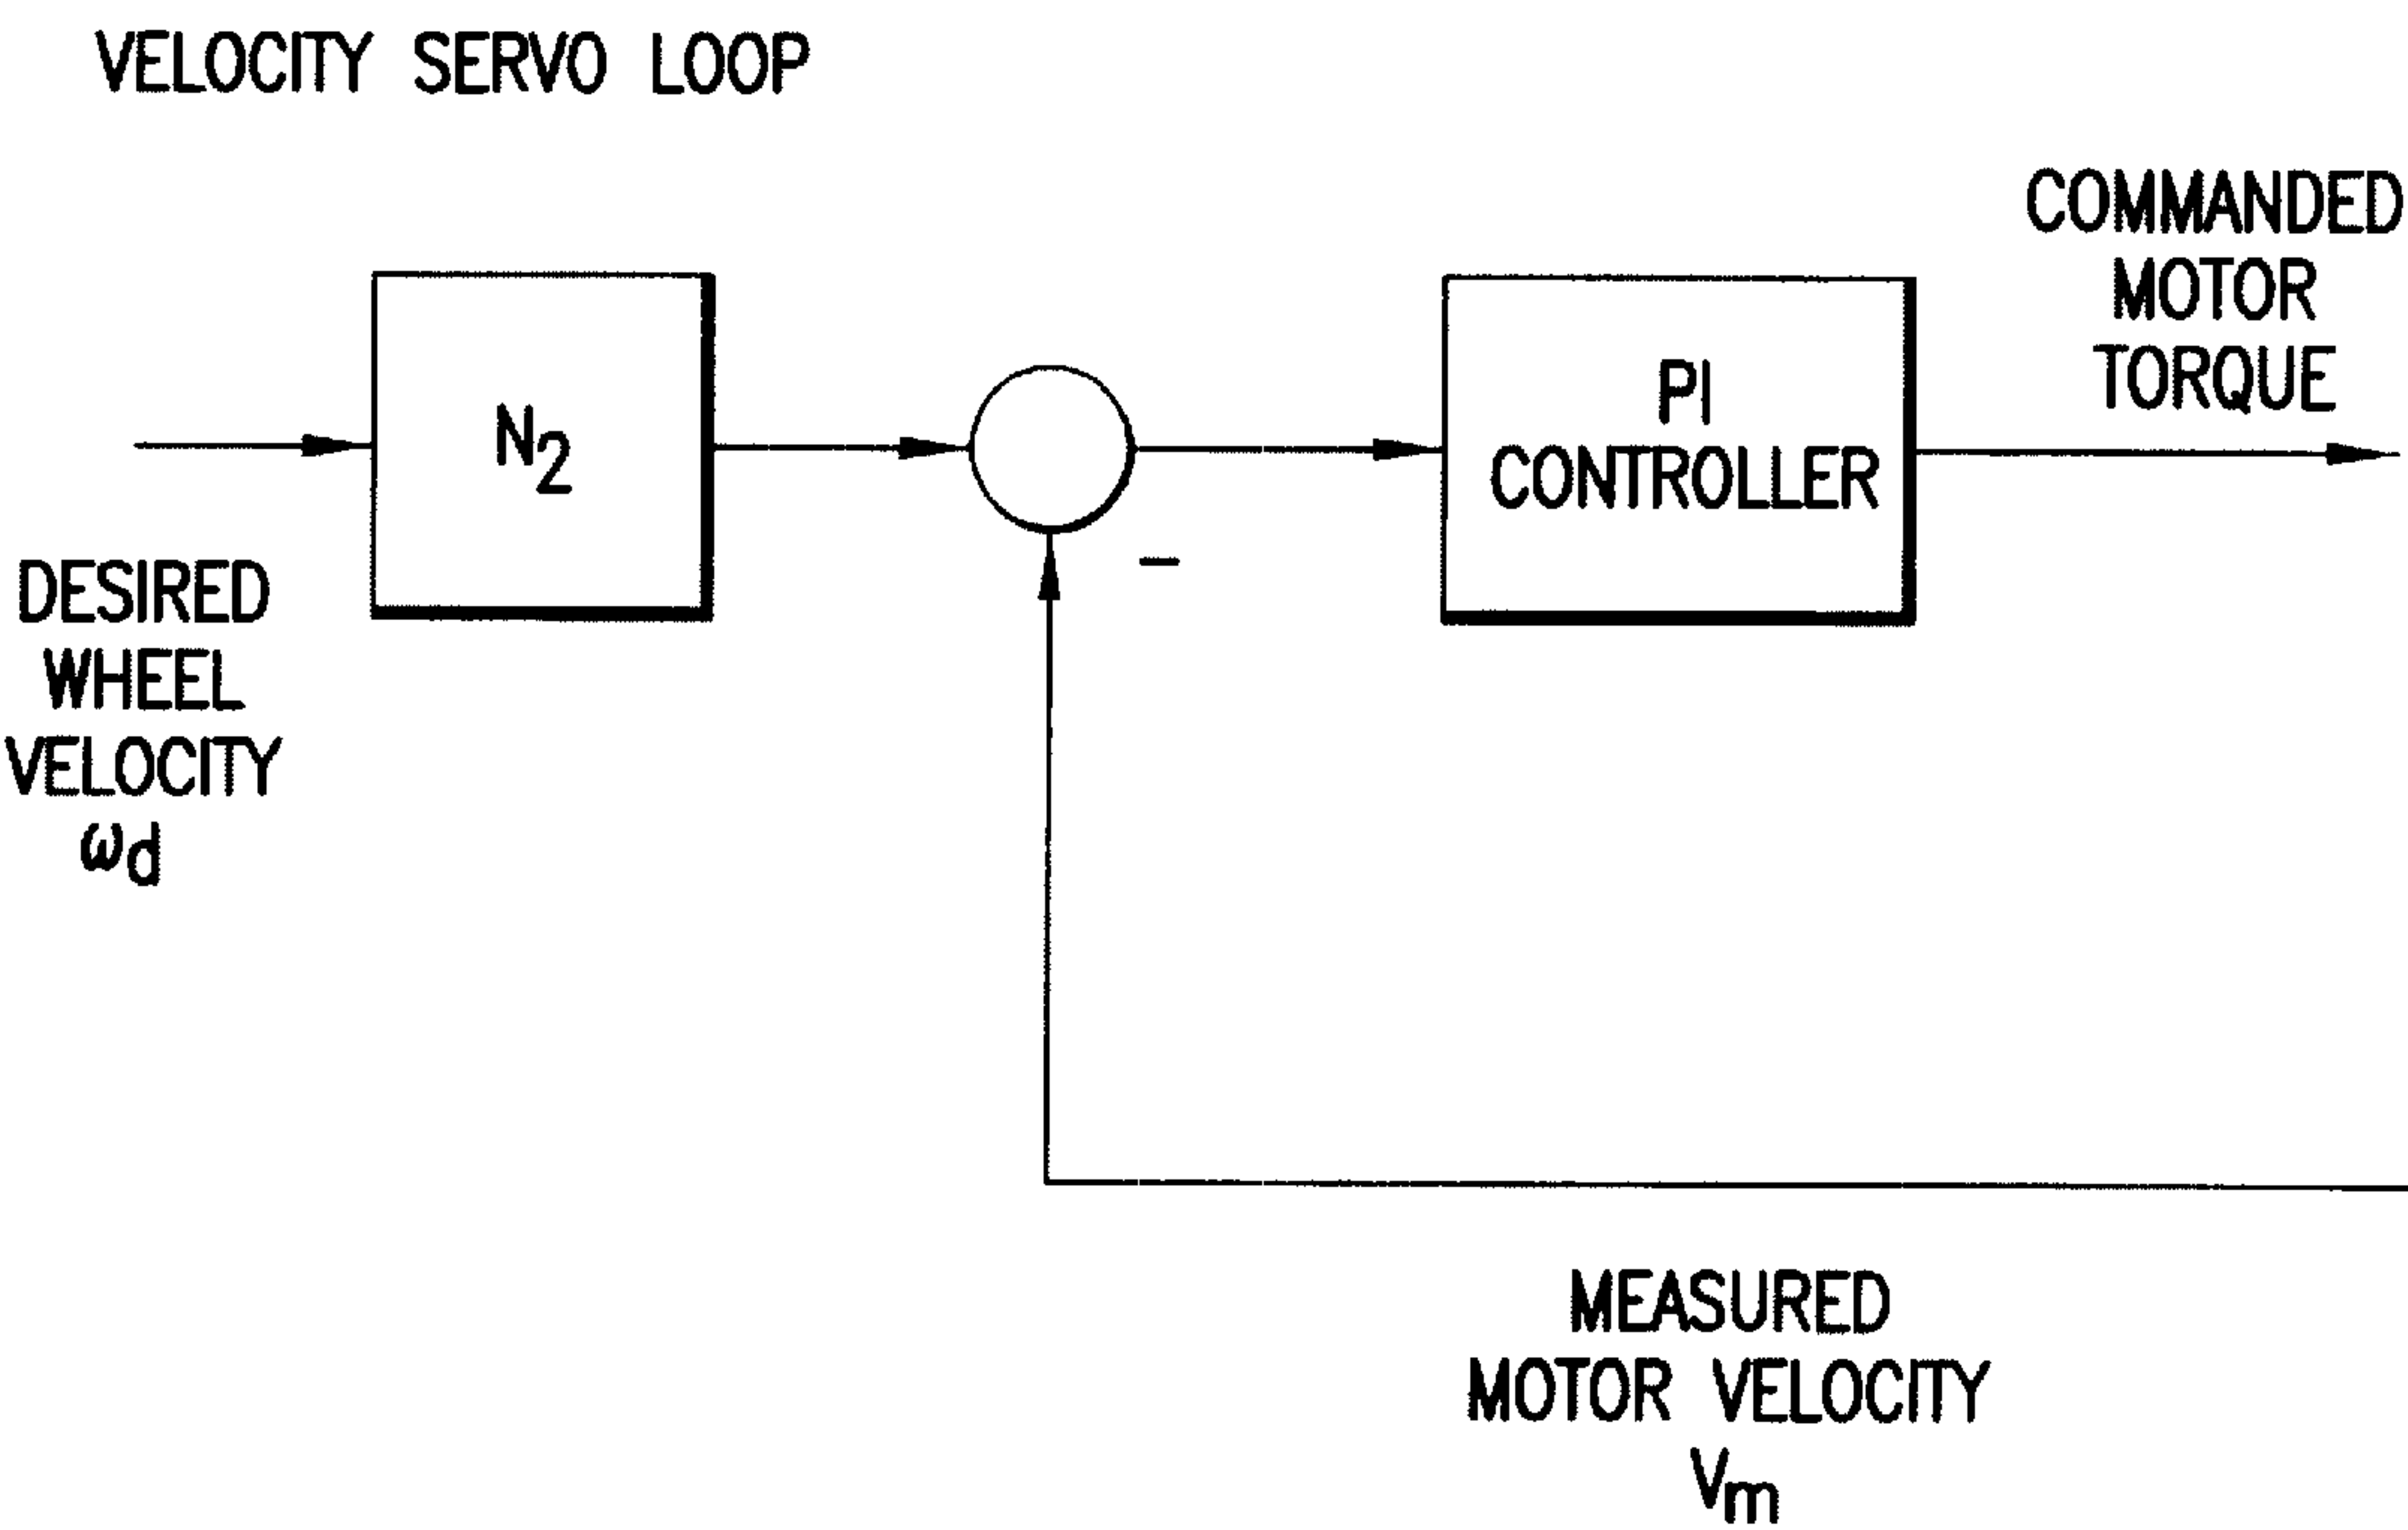 VELOCITY SERVO LOOP
COMMANDED
MOTOR
TORQUE
N2
PI
CONTROLLER
-
DESIRED
WHEEL
VELOCITY
ωd
MEASURED
MOTOR VELOCITY
Vm